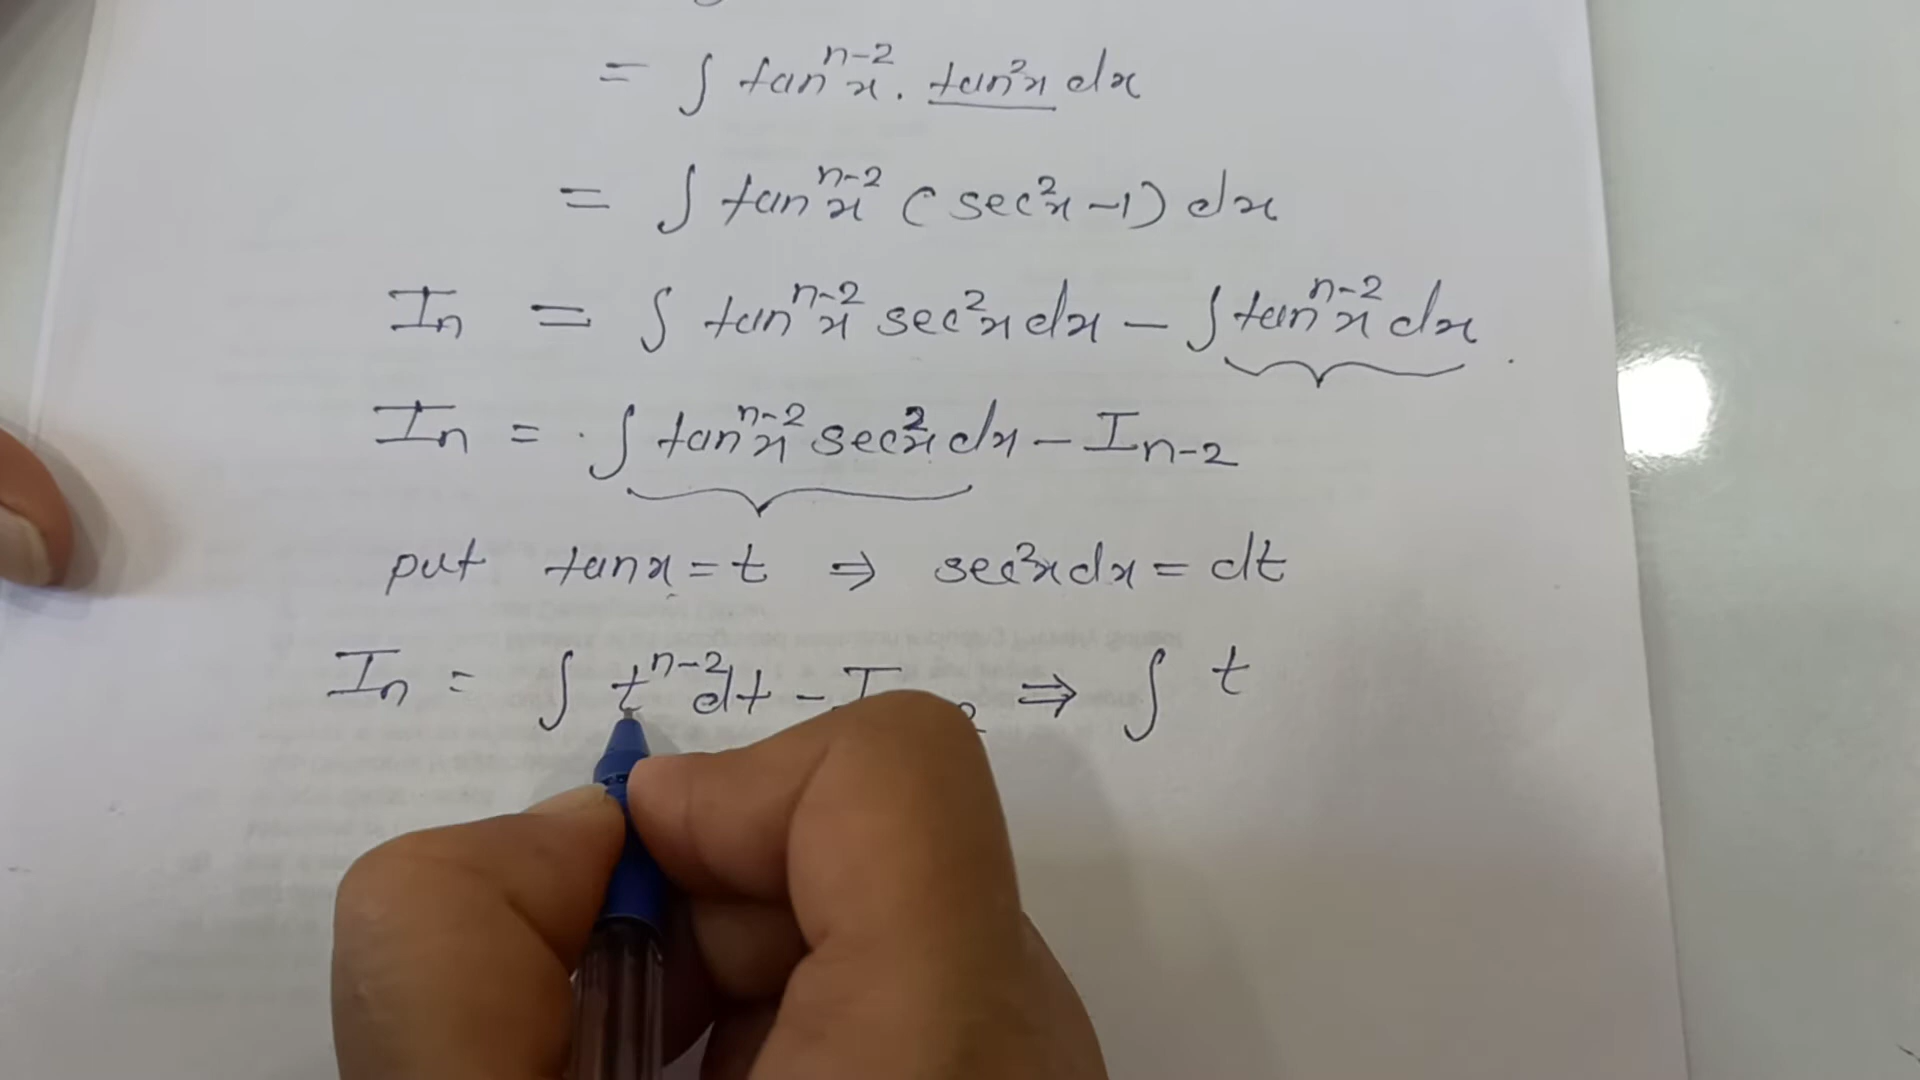 = ∫ tanⁿ⁻²x . tan²x dx
= ∫ tanⁿ⁻²x (sec²x - 1) dx
Iₙ = ∫ tanⁿ⁻²x sec²x dx - ∫ tanⁿ⁻²x dx
Iₙ = ∫ tanⁿ⁻²x sec²x dx - Iₙ₋₂
put tanx = t ⇒ sec²x dx = dt
Iₙ = ∫ tⁿ⁻² dt - I ₂ ⇒ ∫ t